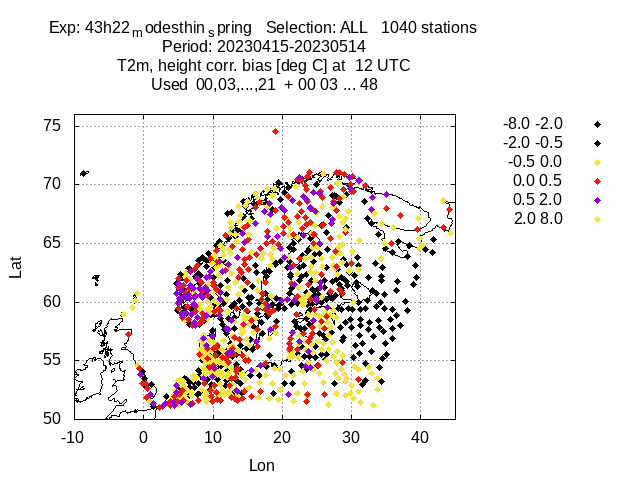 Exp: 43h22modesthinspring   Selection: ALL   1040 stations
Period: 20230415-20230514
T2m, height corr. bias [deg C] at  12 UTC
Used  00,03,...,21  + 00 03 ... 48
75
70
65
60
55
50
Lat
-10 0 10 20 30 40
Lon
-8.0 -2.0
-2.0 -0.5
-0.5 0.0
0.0 0.5
0.5 2.0
2.0 8.0